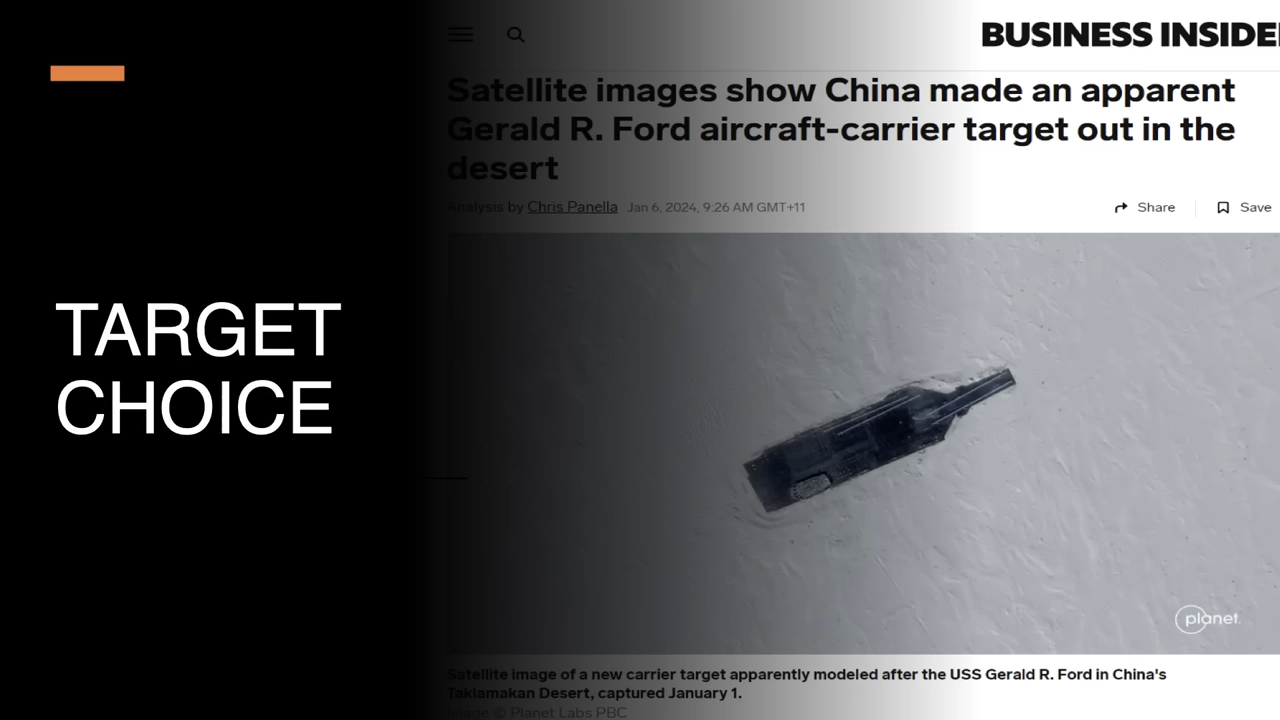 TARGET
CHOICE
BUSINESS INSIDE
Satellite images show China made an apparent
Gerald R. Ford aircraft-carrier target out in the
desert
Analysis by Chris Panella Jan 6, 2024, 9:26 AM GMT+11
Share
Save
planet.
Satellite image of a new carrier target apparently modeled after the USS Gerald R. Ford in China's
Taklamakan Desert, captured January 1.
Image © Planet Labs PBC